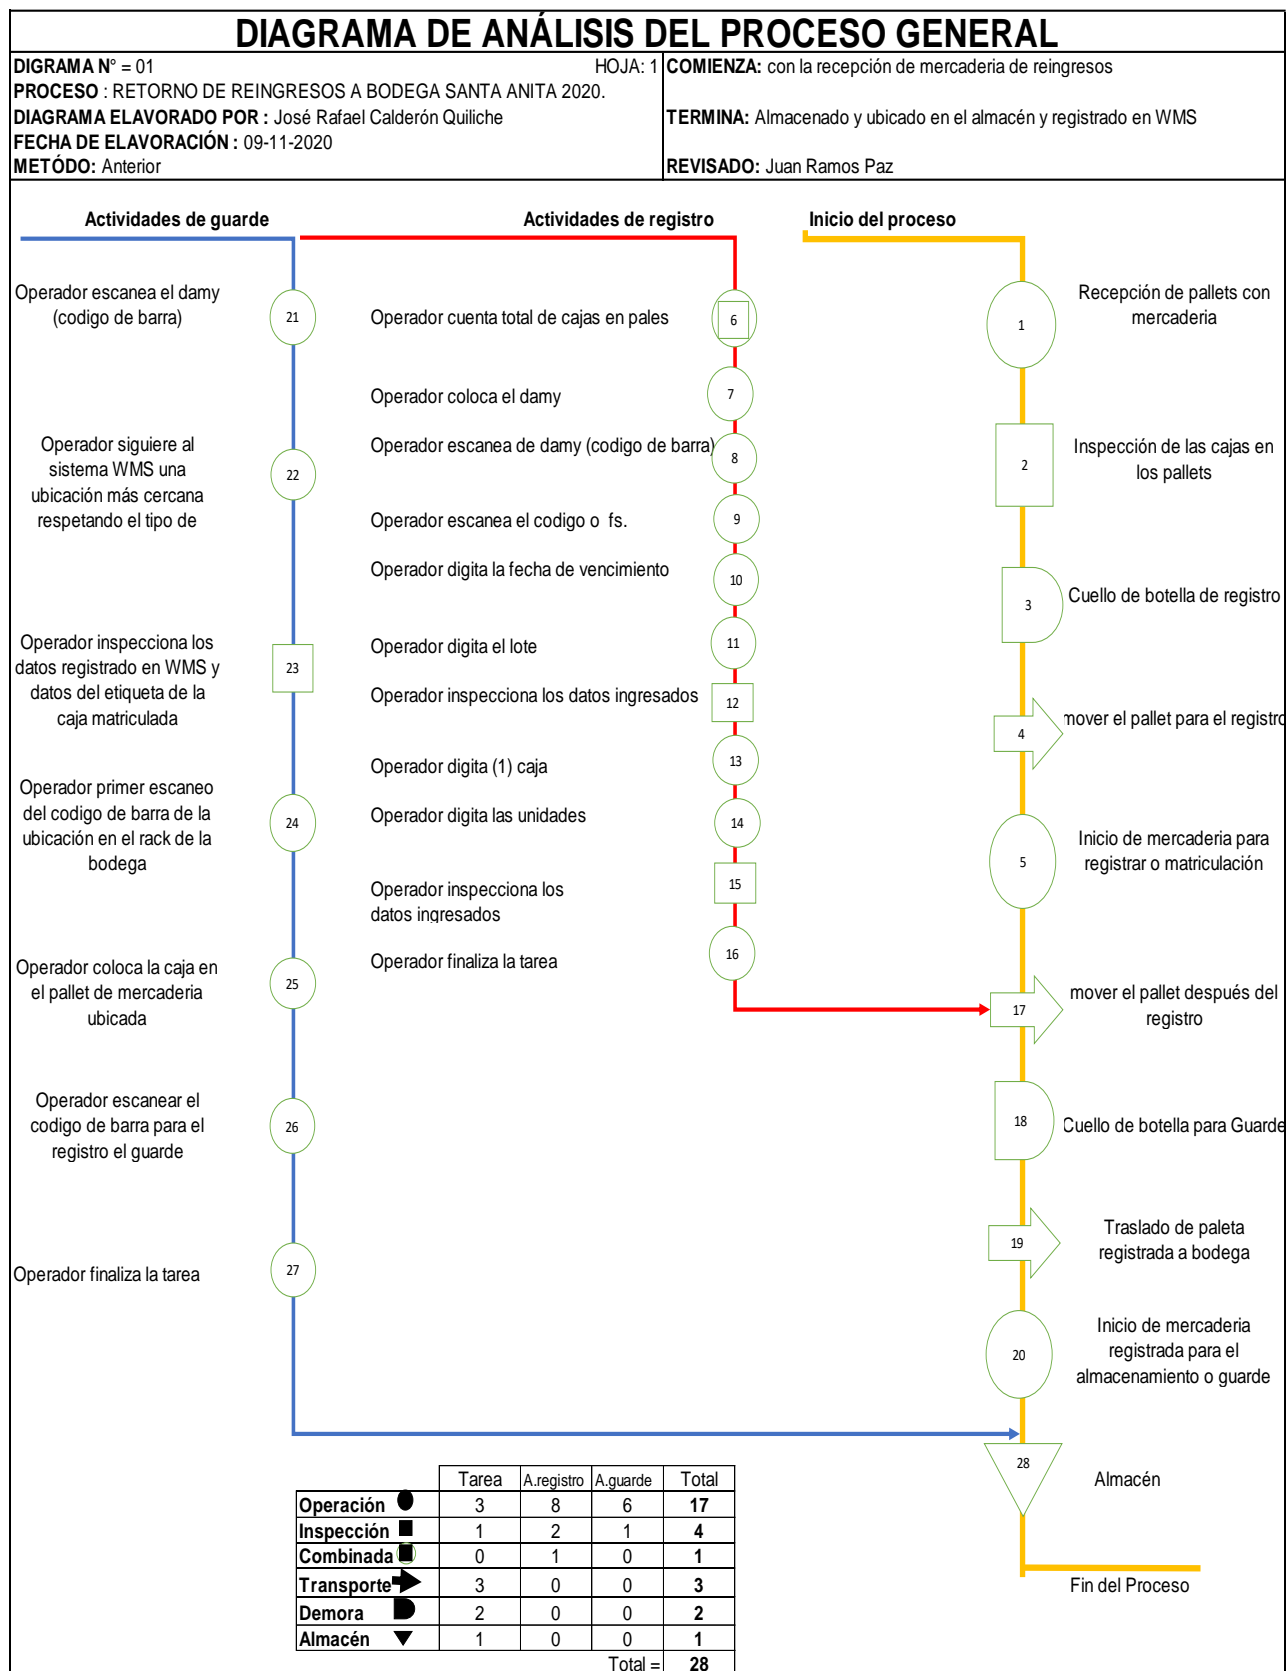 DIAGRAMA DE ANÁLISIS DEL PROCESO GENERAL
DIGRAMA N° = 01 HOJA: 1
PROCESO : RETORNO DE REINGRESOS A BODEGA SANTA ANITA 2020.
DIAGRAMA ELAVORADO POR : José Rafael Calderón Quiliche
FECHA DE ELAVORACIÓN : 09-11-2020
METÓDO: Anterior
COMIENZA: con la recepción de mercaderia de reingresos
TERMINA: Almacenado y ubicado en el almacén y registrado en WMS
REVISADO: Juan Ramos Paz
Actividades de guarde
Operador escanea el damy
(codigo de barra)
21
Operador siguiere al
sistema WMS una
ubicación más cercana
respetando el tipo de
22
Operador inspecciona los
datos registrado en WMS y
datos del etiqueta de la
caja matriculada
23
Operador primer escaneo
del codigo de barra de la
ubicación en el rack de la
bodega
24
Operador coloca la caja en
el pallet de mercaderia
ubicada
25
Operador escanear el
codigo de barra para el
registro el guarde
26
Operador finaliza la tarea
27
Actividades de registro
Operador cuenta total de cajas en pales
6
Operador coloca el damy
7
Operador escanea de damy (codigo de barra)
8
Operador escanea el codigo o fs.
9
Operador digita la fecha de vencimiento
10
Operador digita el lote
11
Operador inspecciona los datos ingresados
12
Operador digita (1) caja
13
Operador digita las unidades
14
Operador inspecciona los
datos ingresados
15
Operador finaliza la tarea
16
Inicio del proceso
1
Recepción de pallets con
mercaderia
2
Inspección de las cajas en
los pallets
3
Cuello de botella de registro
4
mover el pallet para el registro
5
Inicio de mercaderia para
registrar o matriculación
17
mover el pallet después del
registro
18
Cuello de botella para Guarde
19
Traslado de paleta
registrada a bodega
20
Inicio de mercaderia
registrada para el
almacenamiento o guarde
28
Almacén
Fin del Proceso
Tarea A.registro A.guarde Total
Operación 3 8 6 17
Inspección 1 2 1 4
Combinada 0 1 0 1
Transporte 3 0 0 3
Demora 2 0 0 2
Almacén 1 0 0 1
Total = 28